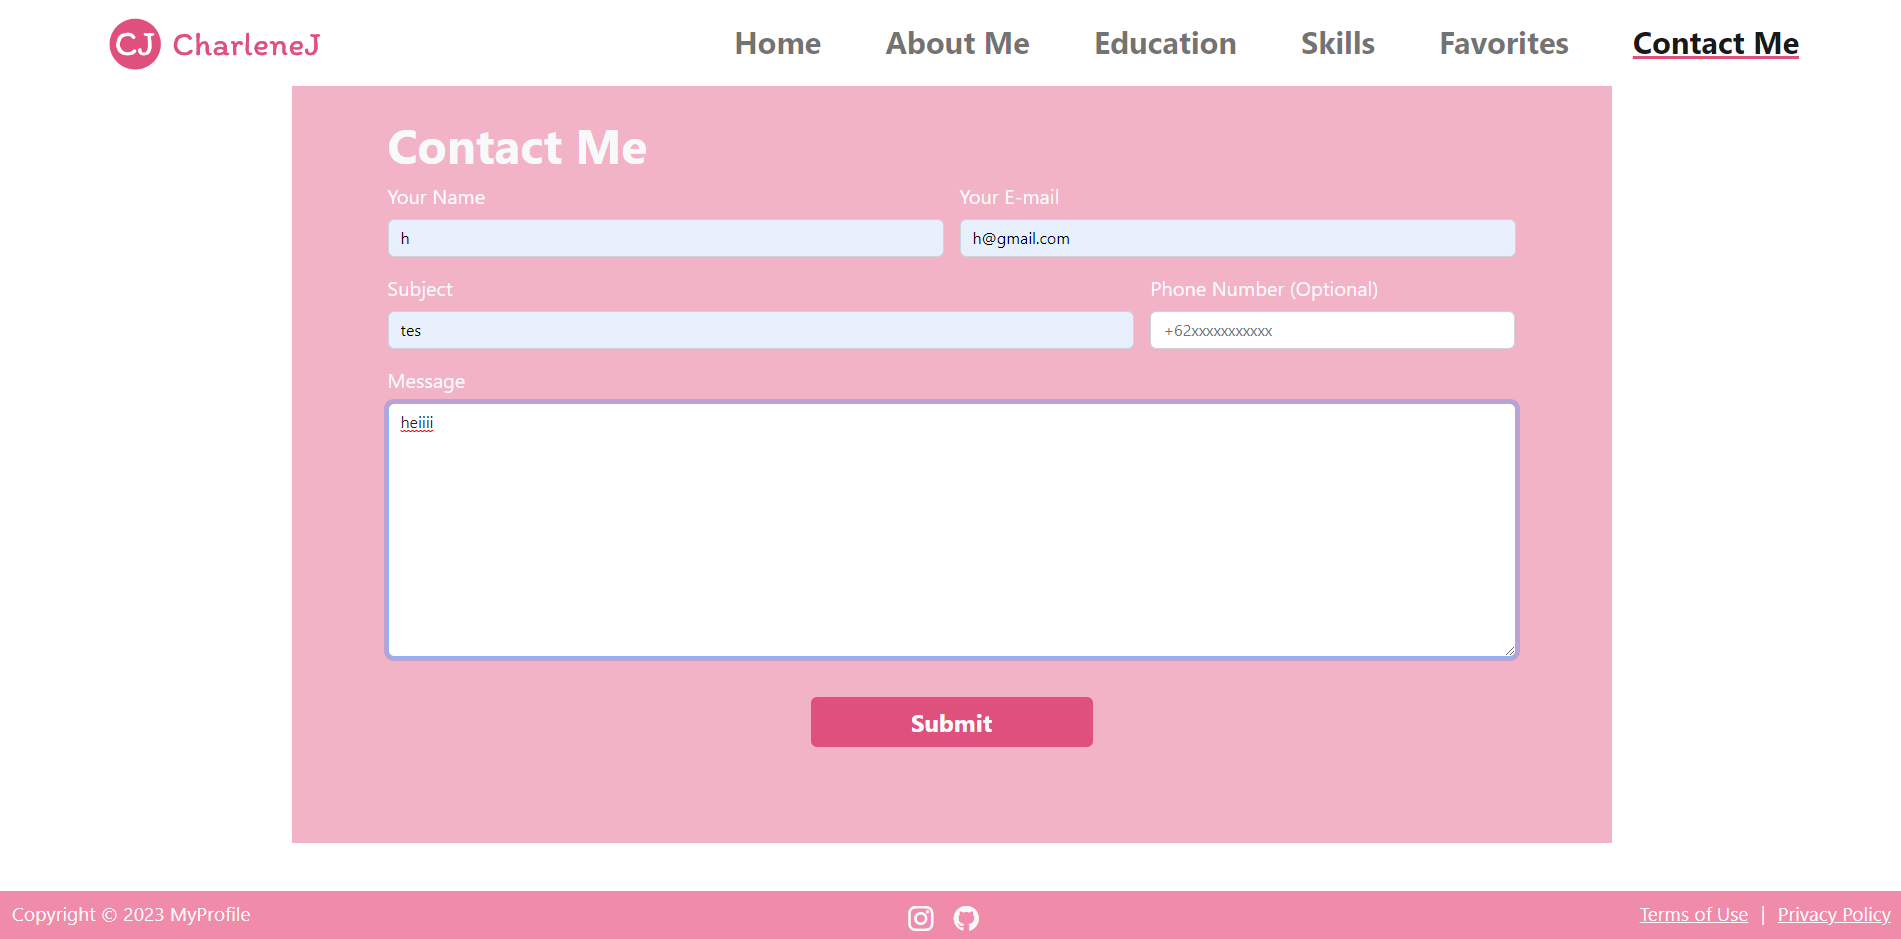 CJ CharleneJ Home About Me Education Skills Favorites Contact Me
Contact Me
Your Name Your E-mail
h h@gmail.com
Subject Phone Number (Optional)
tes +62xxxxxxxxxxx
Message
heiiii
Submit
Copyright © 2023 MyProfile Terms of Use | Privacy Policy